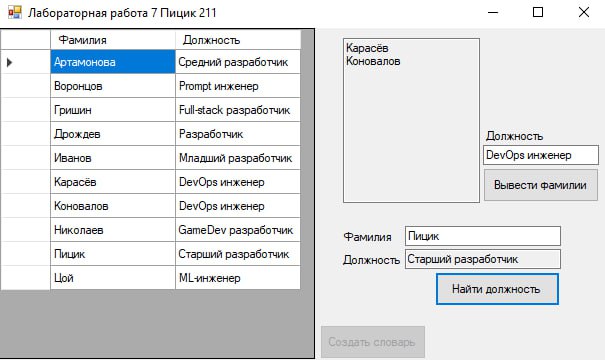 Лабораторная работа 7 Пицик 211
Фамилия Должность
Артамонова Средний разработчик
Воронцов Prompt инженер
Гришин Full-stack разработчик
Дрождев Разработчик
Иванов Младший разработчик
Карасёв DevOps инженер
Коновалов DevOps инженер
Николаев GameDev разработчик
Пицик Старший разработчик
Цой ML-инженер
Карасёв
Коновалов
Должность
DevOps инженер
Вывести фамилии
Фамилия Пицик
Должность Старший разработчик
Найти должность
Создать словарь